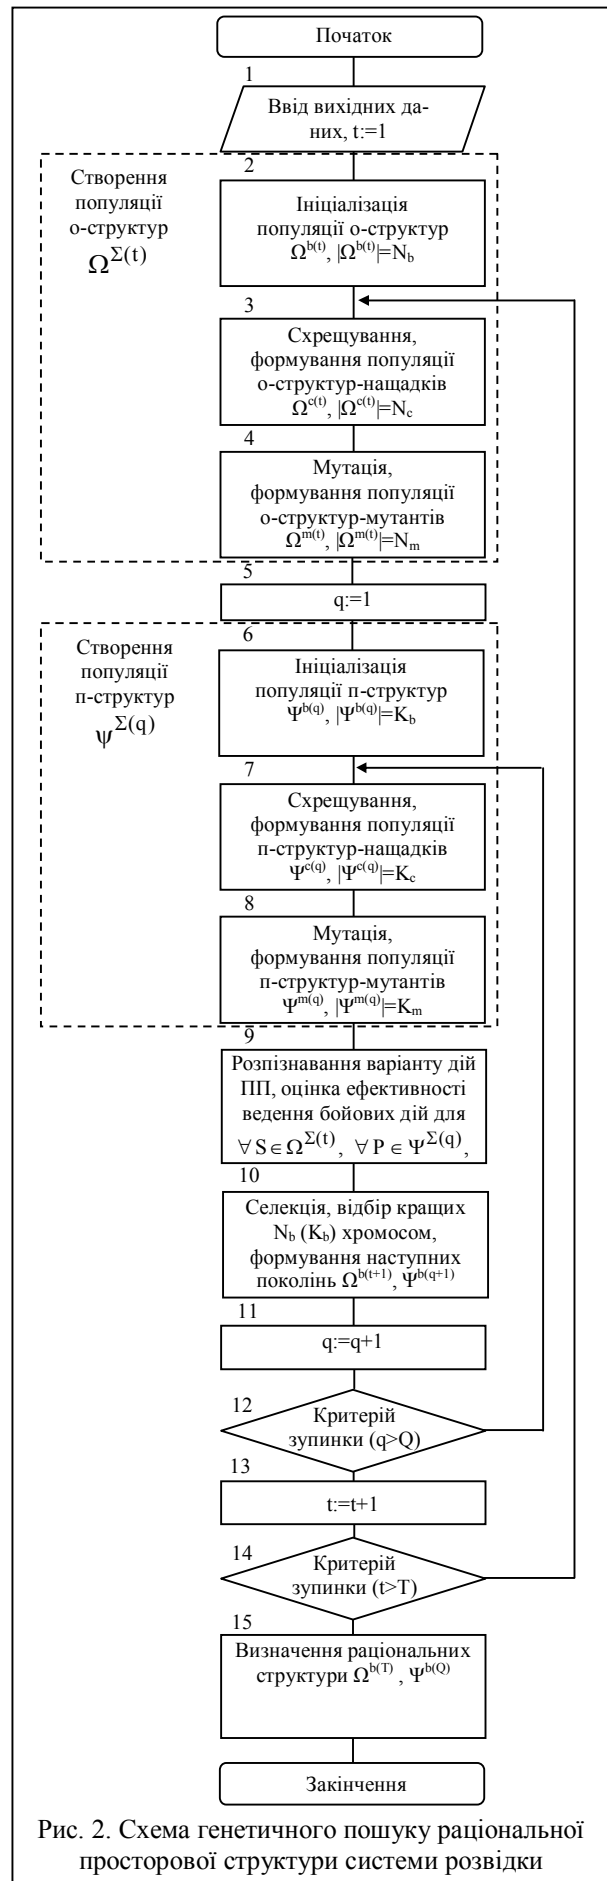 Початок
1
Ввід вихідних да-
них, t:=1
2
Створення
популяції
о-структур
Ω^Σ(t)
Ініціалізація
популяції о-структур
Ω^b(t), |Ω^b(t)|=N_b
3
Схрещування,
формування популяції
о-структур-нащадків
Ω^c(t), |Ω^c(t)|=N_c
4
Мутація,
формування популяції
о-структур-мутантів
Ω^m(t), |Ω^m(t)|=N_m
5
q:=1
6
Створення
популяції
п-структур
ψ^Σ(q)
Ініціалізація
популяції п-структур
Ψ^b(q), |Ψ^b(q)|=K_b
7
Схрещування,
формування популяції
п-структур-нащадків
Ψ^c(q), |Ψ^c(q)|=K_c
8
Мутація,
формування популяції
п-структур-мутантів
Ψ^m(q), |Ψ^m(q)|=K_m
9
Розпізнавання варіанту дій
ПП, оцінка ефективності
ведення бойових дій для
∀ S ∈ Ω^Σ(t), ∀ P ∈ Ψ^Σ(q),
10
Селекція, відбір кращих
N_b (K_b) хромосом,
формування наступних
поколінь Ω^b(t+1), Ψ^b(q+1)
11
q:=q+1
12
Критерій
зупинки (q>Q)
13
t:=t+1
14
Критерій
зупинки (t>T)
15
Визначення раціональних
структури Ω^b(T) , Ψ^b(Q)
Закінчення
Рис. 2. Схема генетичного пошуку раціональної
просторової структури системи розвідки